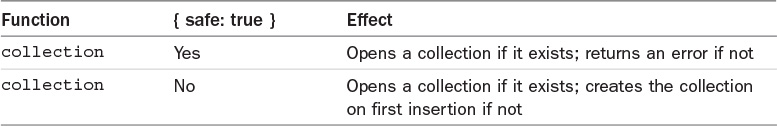 Function { safe: true } Effect
collection Yes Opens a collection if it exists; returns an error if not
collection No Opens a collection if it exists; creates the collection
on first insertion if not